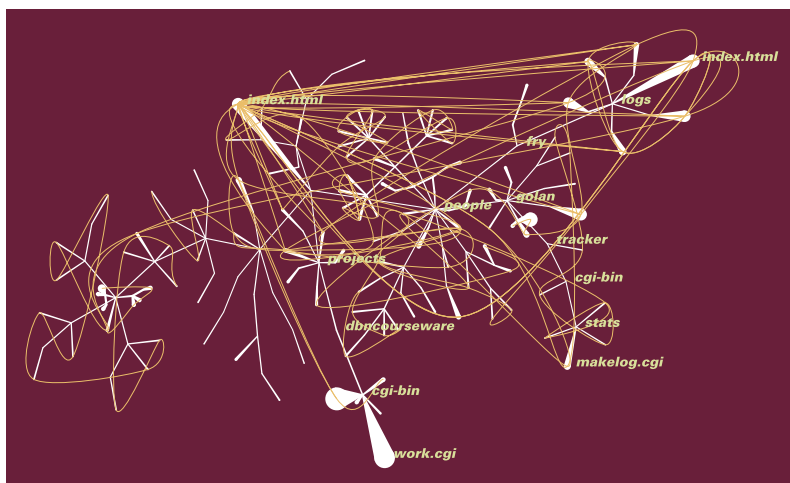 index.html
index.html
logs
fry
people
golan
tracker
projects
cgi-bin
dbncourseware
stats
makelog.cgi
cgi-bin
work.cgi